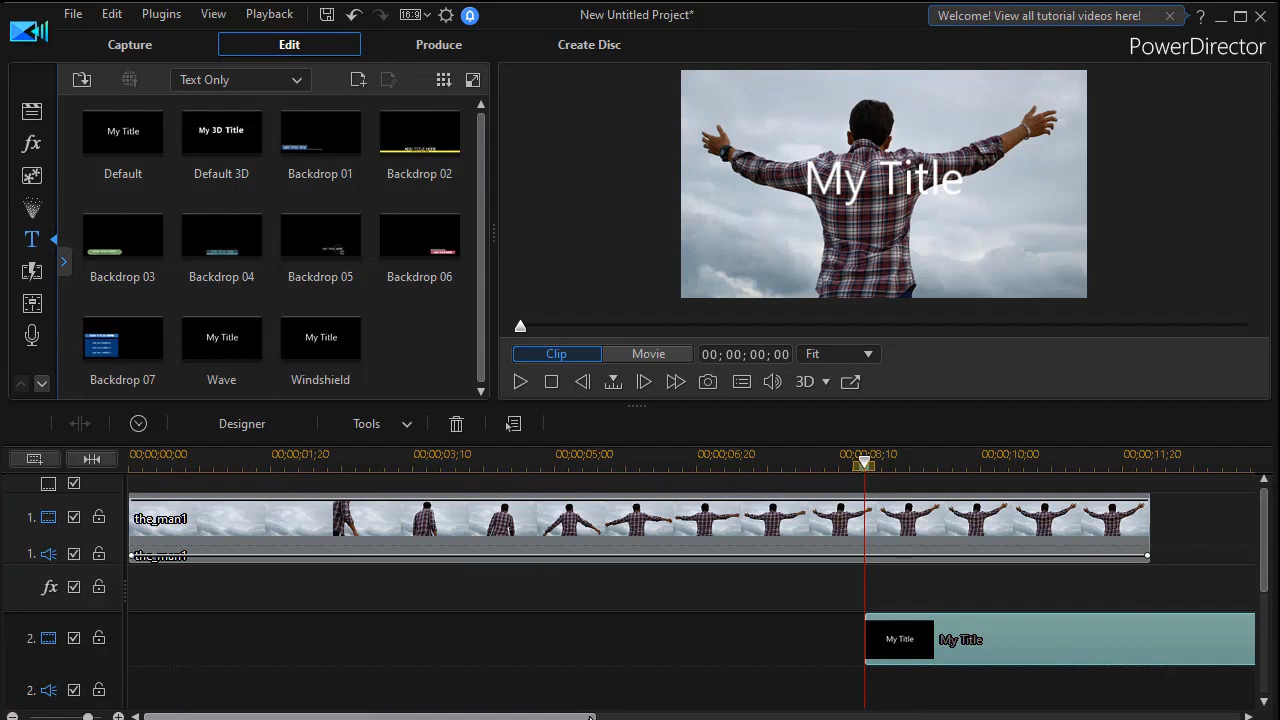 File Edit Plugins View Playback 16:9 New Untitled Project* Welcome! View all tutorial videos here! ?
Capture Edit Produce Create Disc PowerDirector
Text Only
My Title My 3D Title ADD TITLE HERE
Default Default 3D Backdrop 01 Backdrop 02
Backdrop 03 Backdrop 04 Backdrop 05 Backdrop 06
My Title My Title
Backdrop 07 Wave Windshield
fx
T
My Title
Clip Movie 00; 00; 00; 00 Fit
3D
Designer Tools
00;00;00;00 00;00;01;20 00;00;03;10 00;00;05;00 00;00;06;20 00;00;08;10 00;00;10;00 00;00;11;20
1. the_man1
1. the_man1
fx
2. My Title My Title
2.